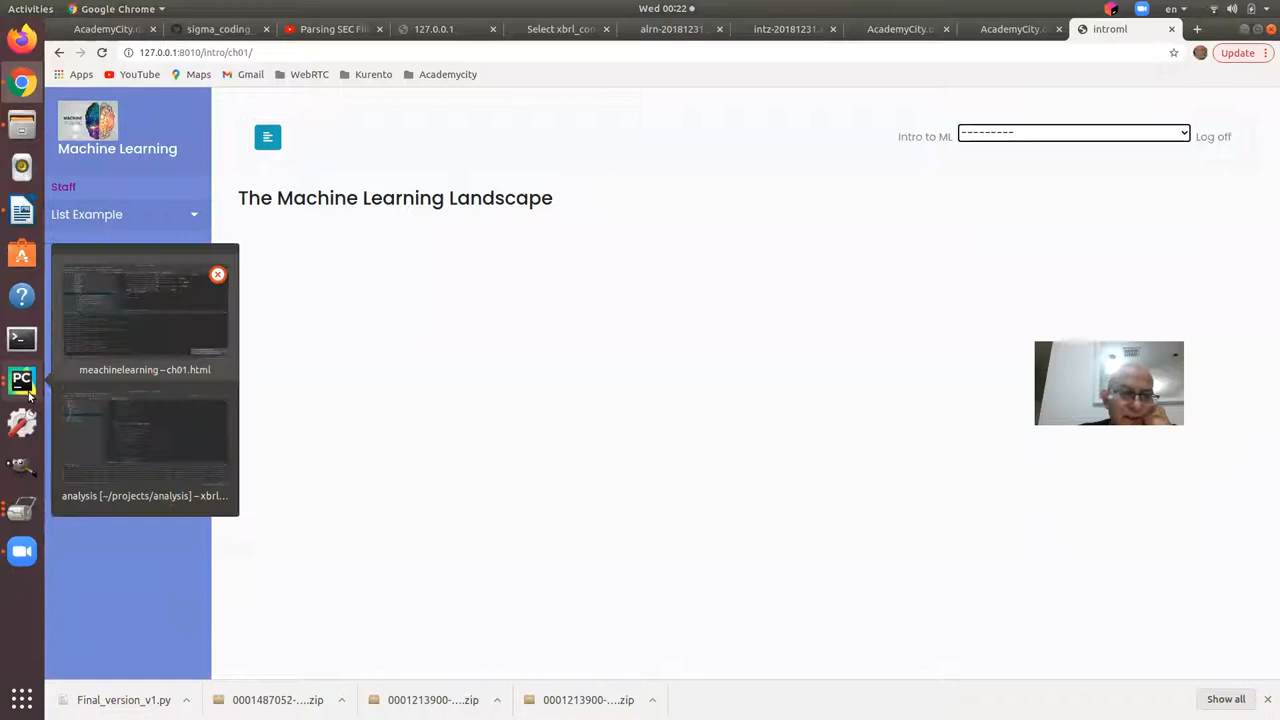 Activities
Google Chrome
Wed 00:22
en
AcademyCity.
sigma_coding_
Parsing SEC Fili
127.0.0.1
Select xbrl_con
alrn-20181231.
intz-20181231.
AcademyCity.or
AcademyCity.co
introml
127.0.0.1:8010/intro/ch01/
Update
Apps
YouTube
Maps
Gmail
WebRTC
Kurento
Academycity
Machine Learning
Intro to ML
---------
Log off
Staff
List Example
The Machine Learning Landscape
meachinelearning – ch01.html
analysis [~/projects/analysis] – xbrl...
PC
Final_version_v1.py
0001487052-....zip
0001213900-....zip
0001213900-....zip
Show all